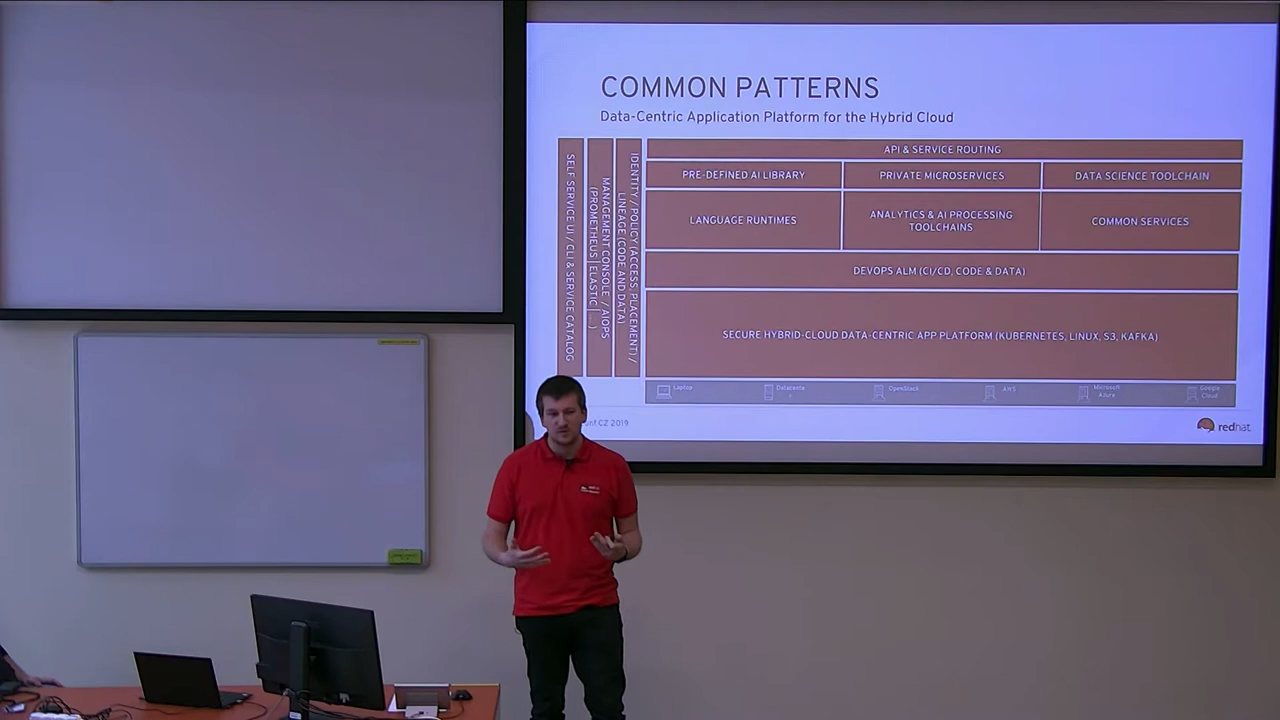 COMMON PATTERNS
Data-Centric Application Platform for the Hybrid Cloud
SELF SERVICE UI / CLI & SERVICE CATALOG
MANAGEMENT CONSOLE / AIOPS
(PROMETHEUS | ELASTIC | ... )
IDENTITY / POLICY (ACCESS, PLACEMENT) /
LINEAGE (CODE AND DATA)
API & SERVICE ROUTING
PRE-DEFINED AI LIBRARY
PRIVATE MICROSERVICES
DATA SCIENCE TOOLCHAIN
LANGUAGE RUNTIMES
ANALYTICS & AI PROCESSING
TOOLCHAINS
COMMON SERVICES
DEVOPS ALM (CI/CD, CODE & DATA)
SECURE HYBRID-CLOUD DATA-CENTRIC APP PLATFORM (KUBERNETES, LINUX, S3, KAFKA)
Laptop
Datacente
r
OpenStack
AWS
Microsoft
Azure
Google
Cloud
nf.CZ 2019
redhat